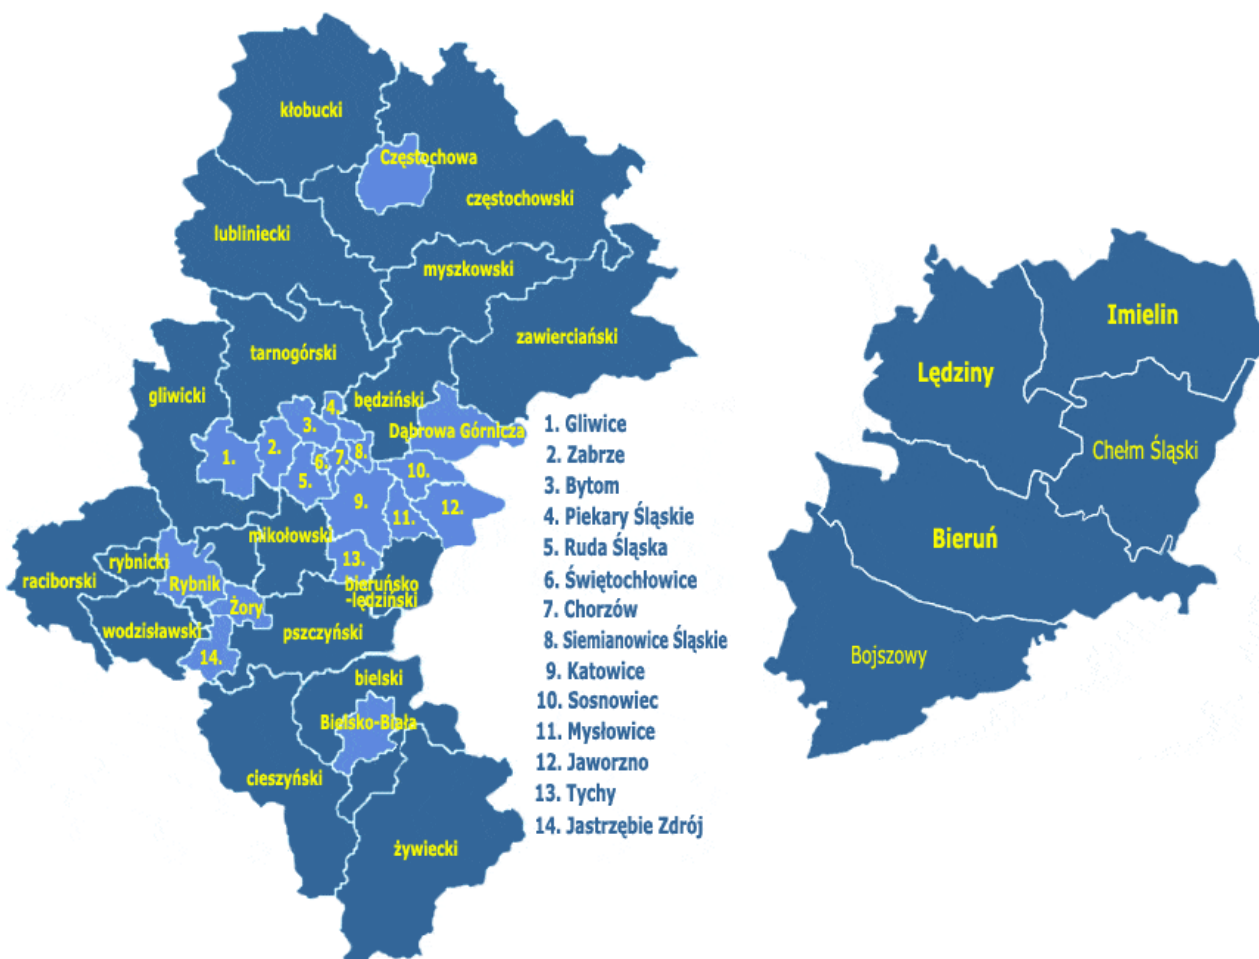 kłobucki
Częstochowa
częstochowski
lubliniecki
myszkowski
zawierciański
tarnogórski
gliwicki
będziński
Dąbrowa Górnicza
4.
3.
1.
2.
6.
7.
8.
5.
10.
9.
11.
12.
mikołowski
13.
rybnicki
raciborski
Rybnik
bieruńsko
-lędziński
Żory
wodzisławski
pszczyński
14.
bielski
Bielsko-Biała
cieszyński
żywiecki
1. Gliwice
2. Zabrze
3. Bytom
4. Piekary Śląskie
5. Ruda Śląska
6. Świętochłowice
7. Chorzów
8. Siemianowice Śląskie
9. Katowice
10. Sosnowiec
11. Mysłowice
12. Jaworzno
13. Tychy
14. Jastrzębie Zdrój
Imielin
Lędziny
Chełm Śląski
Bieruń
Bojszowy